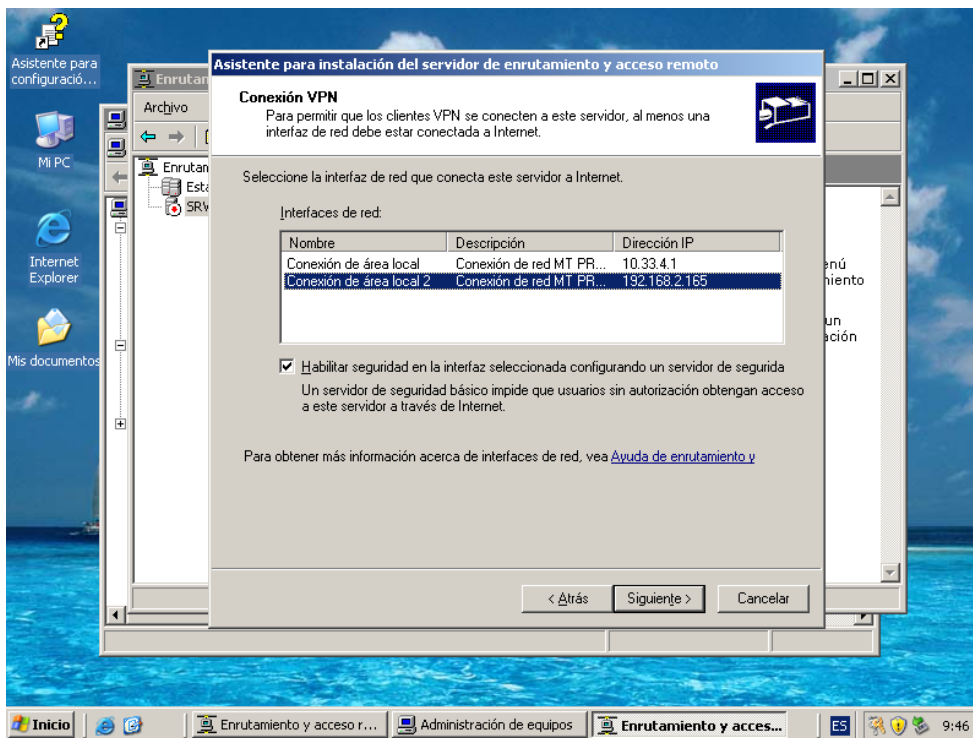 Asistente para
configuració...
Mi PC
Internet
Explorer
Mis documentos
Enrutan
Archivo
Enrutan
Esta
SRV
Asistente para instalación del servidor de enrutamiento y acceso remoto
Conexión VPN
Para permitir que los clientes VPN se conecten a este servidor, al menos una
interfaz de red debe estar conectada a Internet.
Seleccione la interfaz de red que conecta este servidor a Internet.
Interfaces de red:
Nombre Descripción Dirección IP
Conexión de área local Conexión de red MT PR... 10.33.4.1
Conexión de área local 2 Conexión de red MT PR... 192.168.2.165
Habilitar seguridad en la interfaz seleccionada configurando un servidor de segurida
Un servidor de seguridad básico impide que usuarios sin autorización obtengan acceso
a este servidor a través de Internet.
Para obtener más información acerca de interfaces de red, vea Ayuda de enrutamiento y
< Atrás Siguiente > Cancelar
enú
niento
un
ación
Inicio Enrutamiento y acceso r... Administración de equipos Enrutamiento y acces... ES 9:46